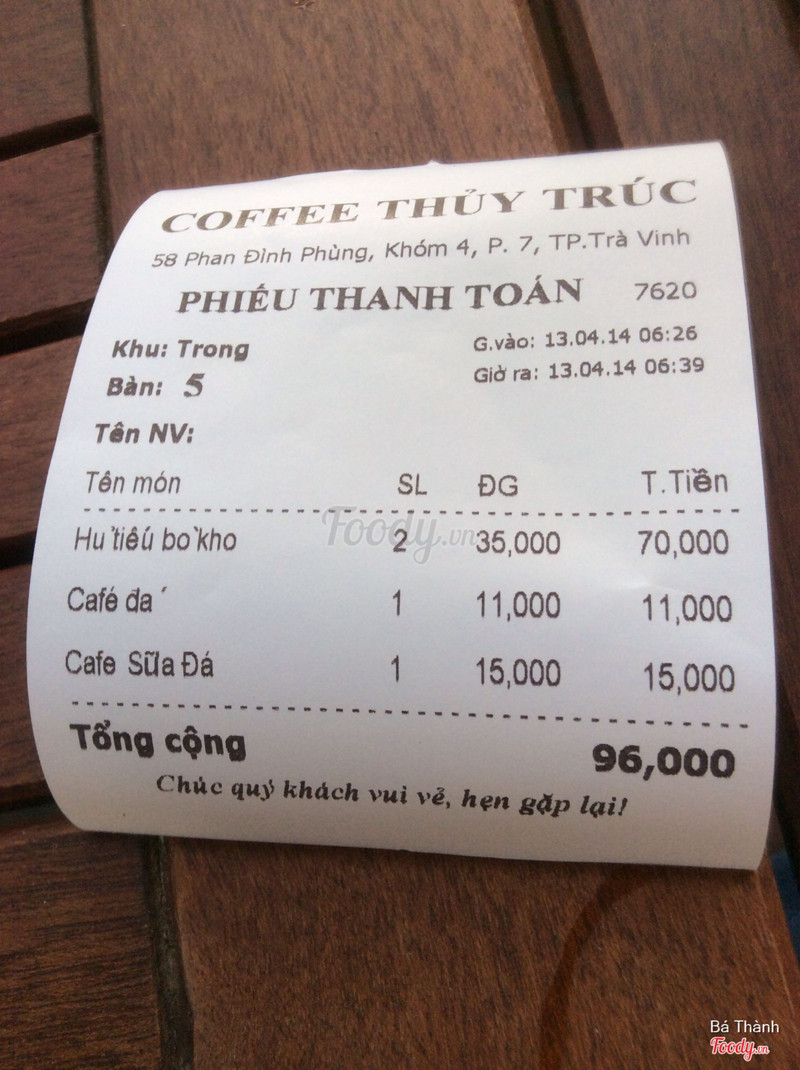 COFFEE THỦY TRÚC
58 Phan Đình Phùng, Khóm 4, P. 7, TP.Trà Vinh
PHIẾU THANH TOÁN 7620
Khu: Trong G.vào: 13.04.14 06:26
Bàn: 5 Giờ ra: 13.04.14 06:39
Tên NV:
Tên món SL ĐG T.Tiền
Hủ tiếu bò kho 2 35,000 70,000
Café đá 1 11,000 11,000
Cafe Sữa Đá 1 15,000 15,000
Tổng cộng 96,000
Chúc quý khách vui vẻ, hẹn gặp lại!
Foody.vn
Bá Thành
Foody.vn